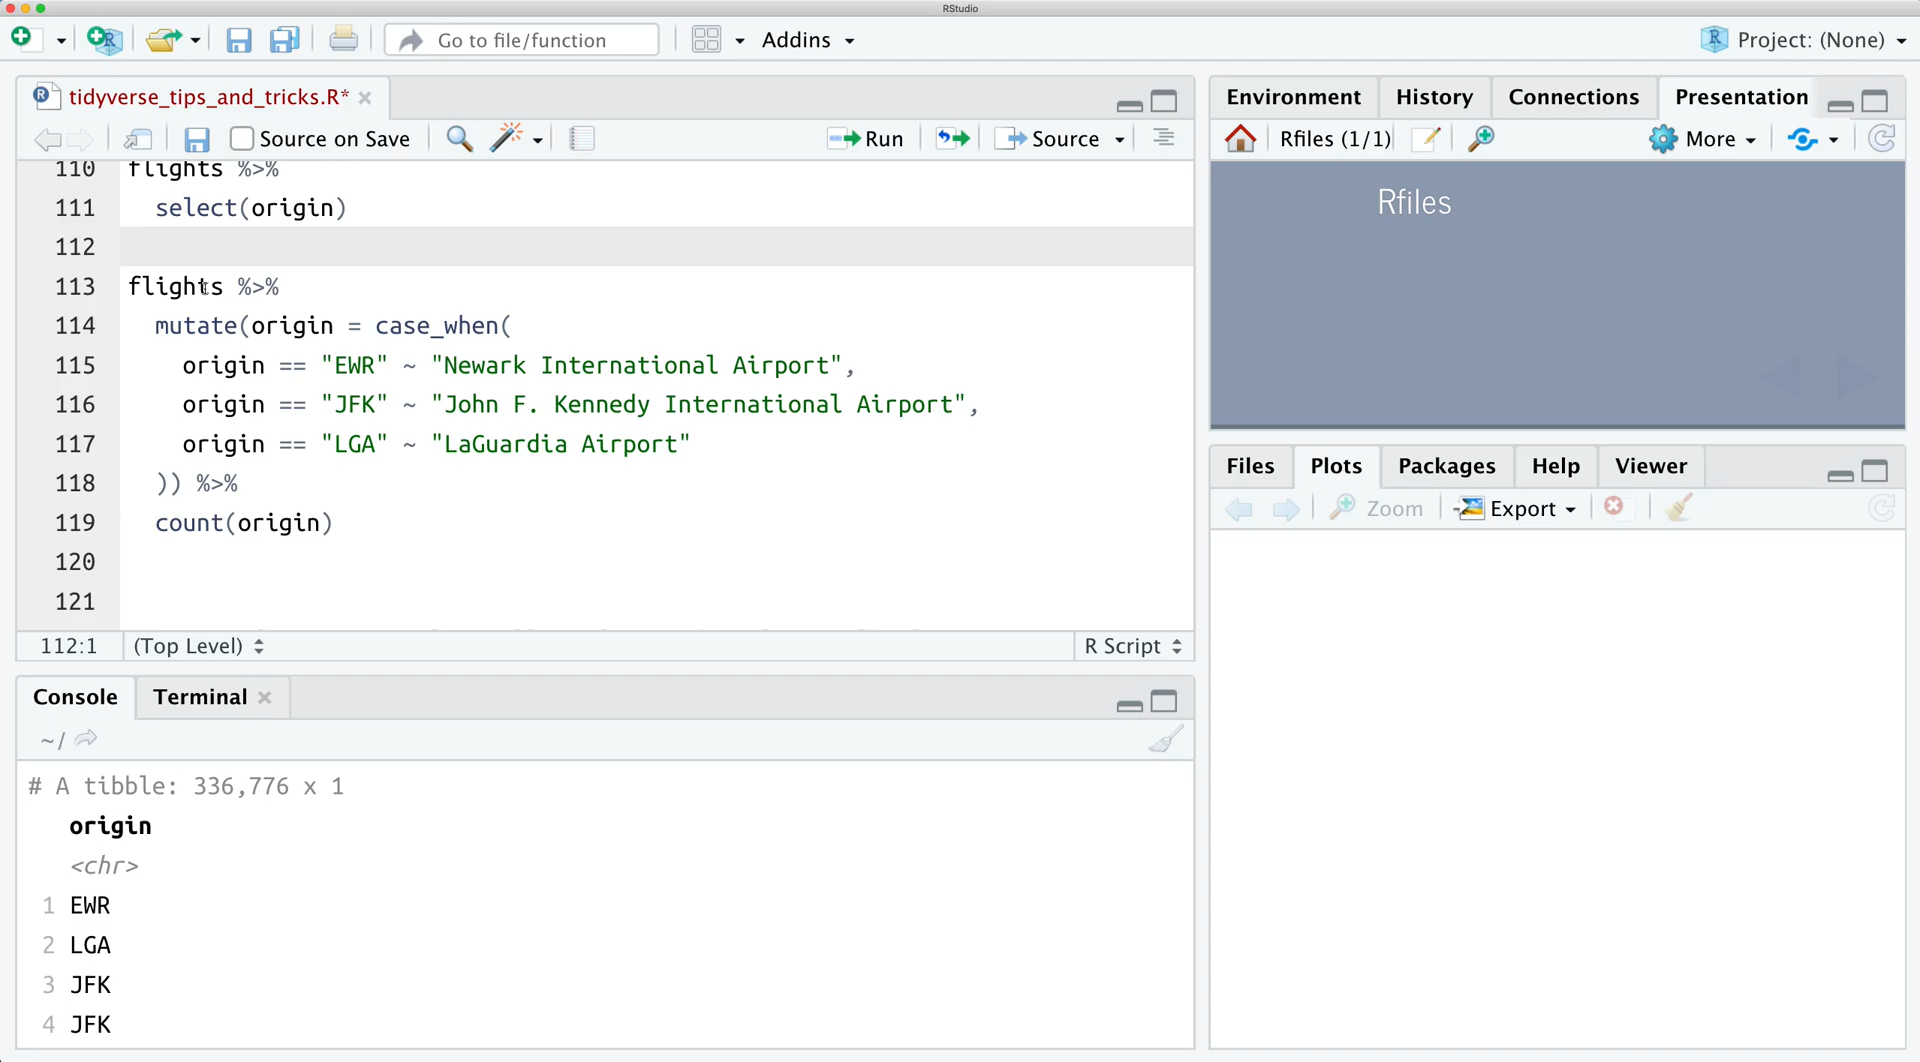 RStudio
Go to file/function
Addins
Project: (None)
tidyverse_tips_and_tricks.R*
Source on Save
Run
Source
110 flights %>%
111 select(origin)
112
113 flights %>%
114 mutate(origin = case_when(
115 origin == "EWR" ~ "Newark International Airport",
116 origin == "JFK" ~ "John F. Kennedy International Airport",
117 origin == "LGA" ~ "LaGuardia Airport"
118 )) %>%
119 count(origin)
120
121
112:1 (Top Level) R Script
Console Terminal
~/
# A tibble: 336,776 x 1
origin
<chr>
1 EWR
2 LGA
3 JFK
4 JFK
Environment History Connections Presentation
Rfiles (1/1) More
Rfiles
Files Plots Packages Help Viewer
Zoom Export